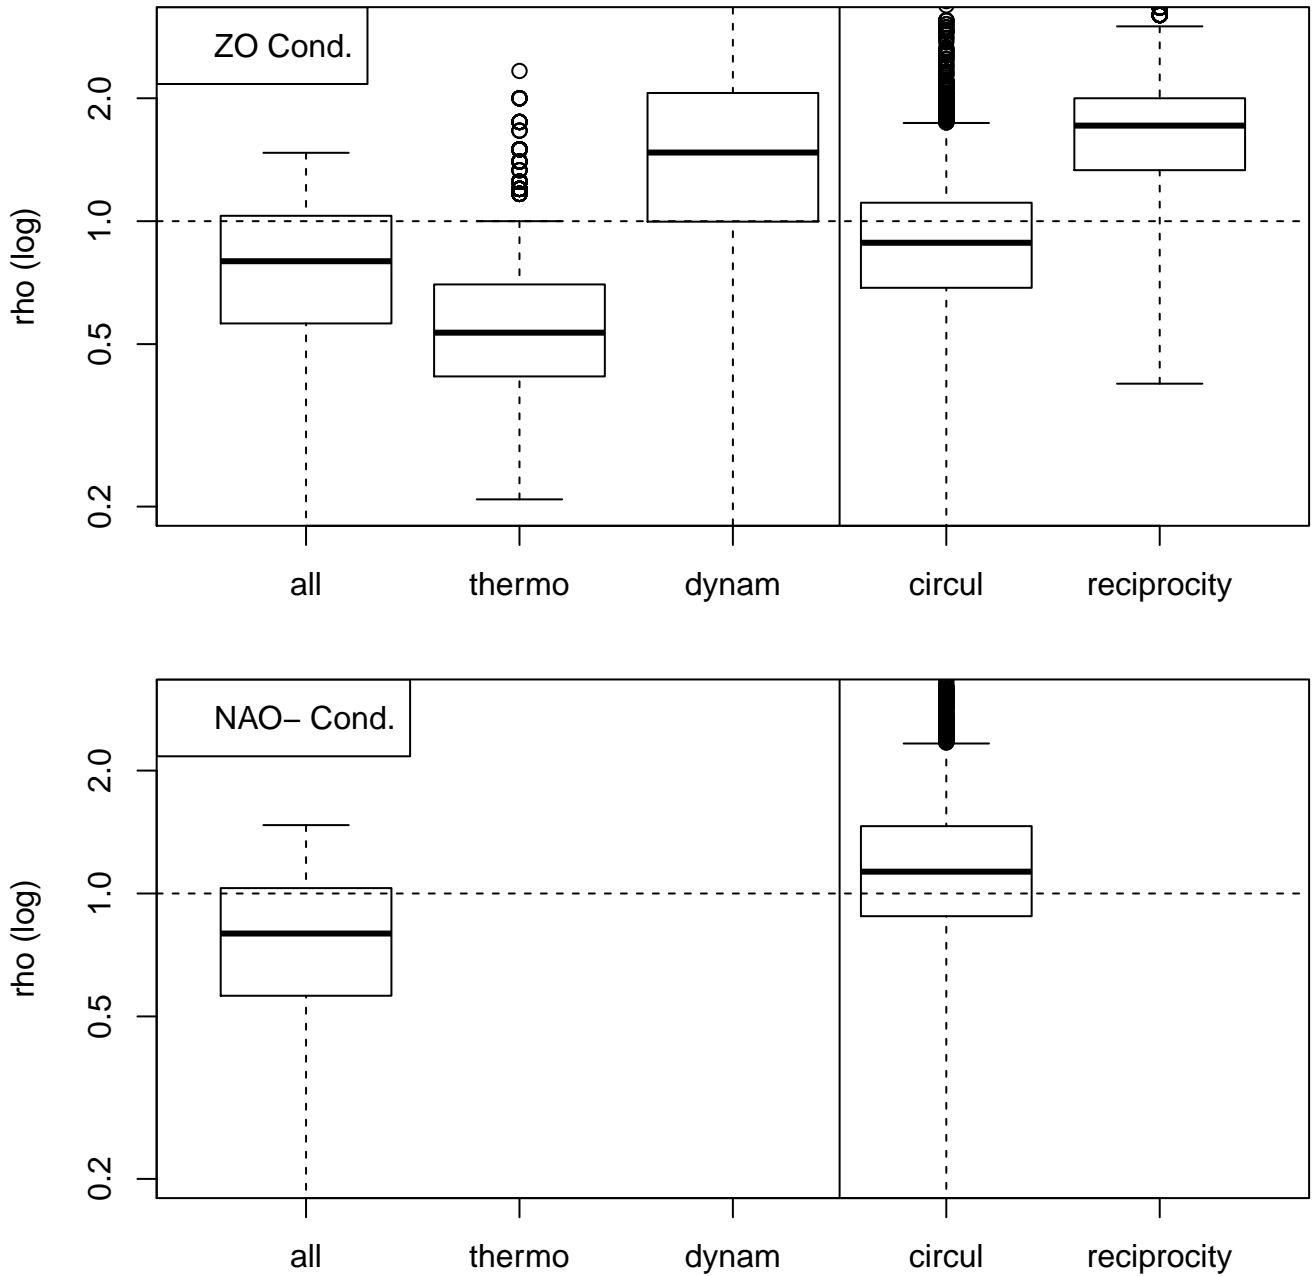 ZO Cond.
rho (log)
2.0
1.0
0.5
0.2
all thermo dynam circul reciprocity
NAO− Cond.
rho (log)
2.0
1.0
0.5
0.2
all thermo dynam circul reciprocity